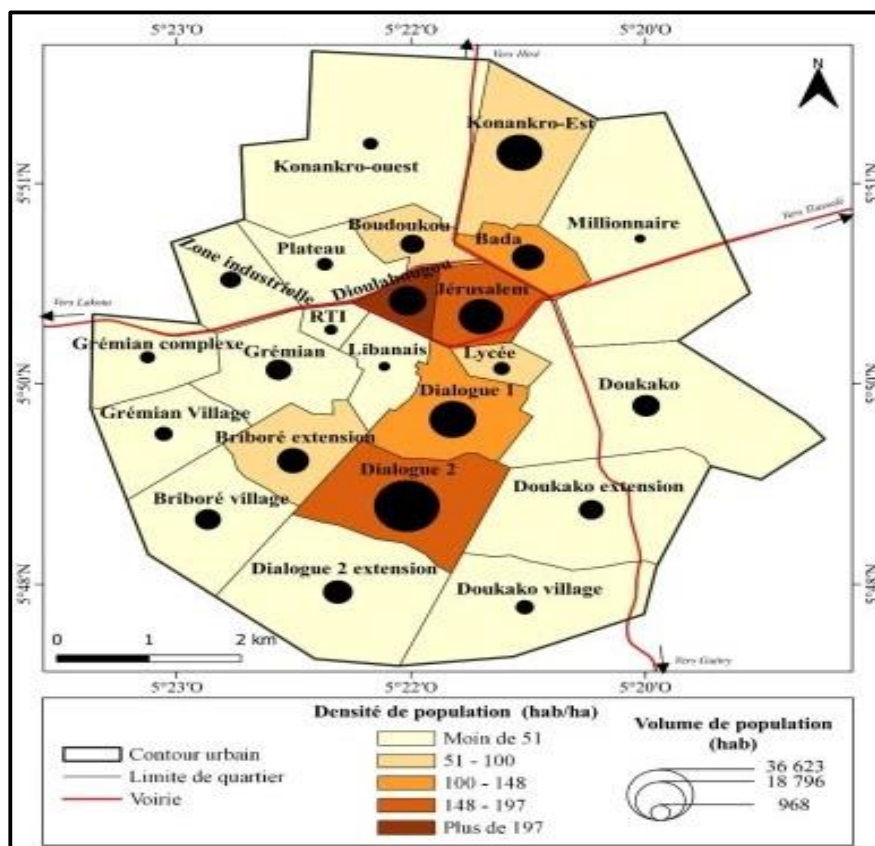 5°23'O 5°22'O 5°20'O
Vers Hiré
N
Konankro-Est
Konankro-ouest
5°51'N 5°51'N
Millionnaire
Boudoukou
Bada
Plateau
Zone industrielle
Dioulabougou
Jérusalem
Vers Lakota
RTI
Grémian complexe
Grémian
Libanais
Lycée
5°50'N 5°50'N
Dialogue 1
Doukako
Grémian Village
Briboré extension
Dialogue 2
Doukako extension
Briboré village
Dialogue 2 extension
Doukako village
5°48'N 5°48'N
0 1 2 km
5°23'O 5°22'O 5°20'O
Densité de population (hab/ha)
Contour urbain
Limite de quartier
Voirie
Moin de 51
51 - 100
100 - 148
148 - 197
Plus de 197
Volume de population
(hab)
36 623
18 796
968